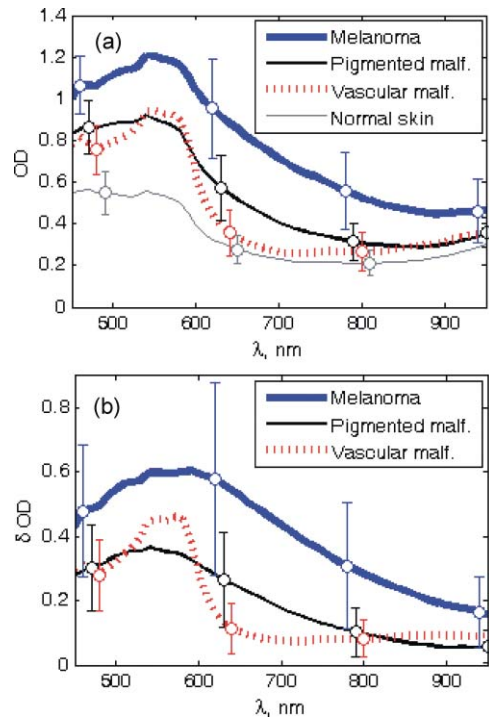 1.4
(a)
Melanoma
1.2
Pigmented malf.
1
Vascular malf.
Normal skin
0.8
OD
0.6
0.4
0.2
0
500 600 700 800 900
λ, nm
0.8
(b)
Melanoma
Pigmented malf.
0.6
Vascular malf.
δ OD
0.4
0.2
0
500 600 700 800 900
λ, nm